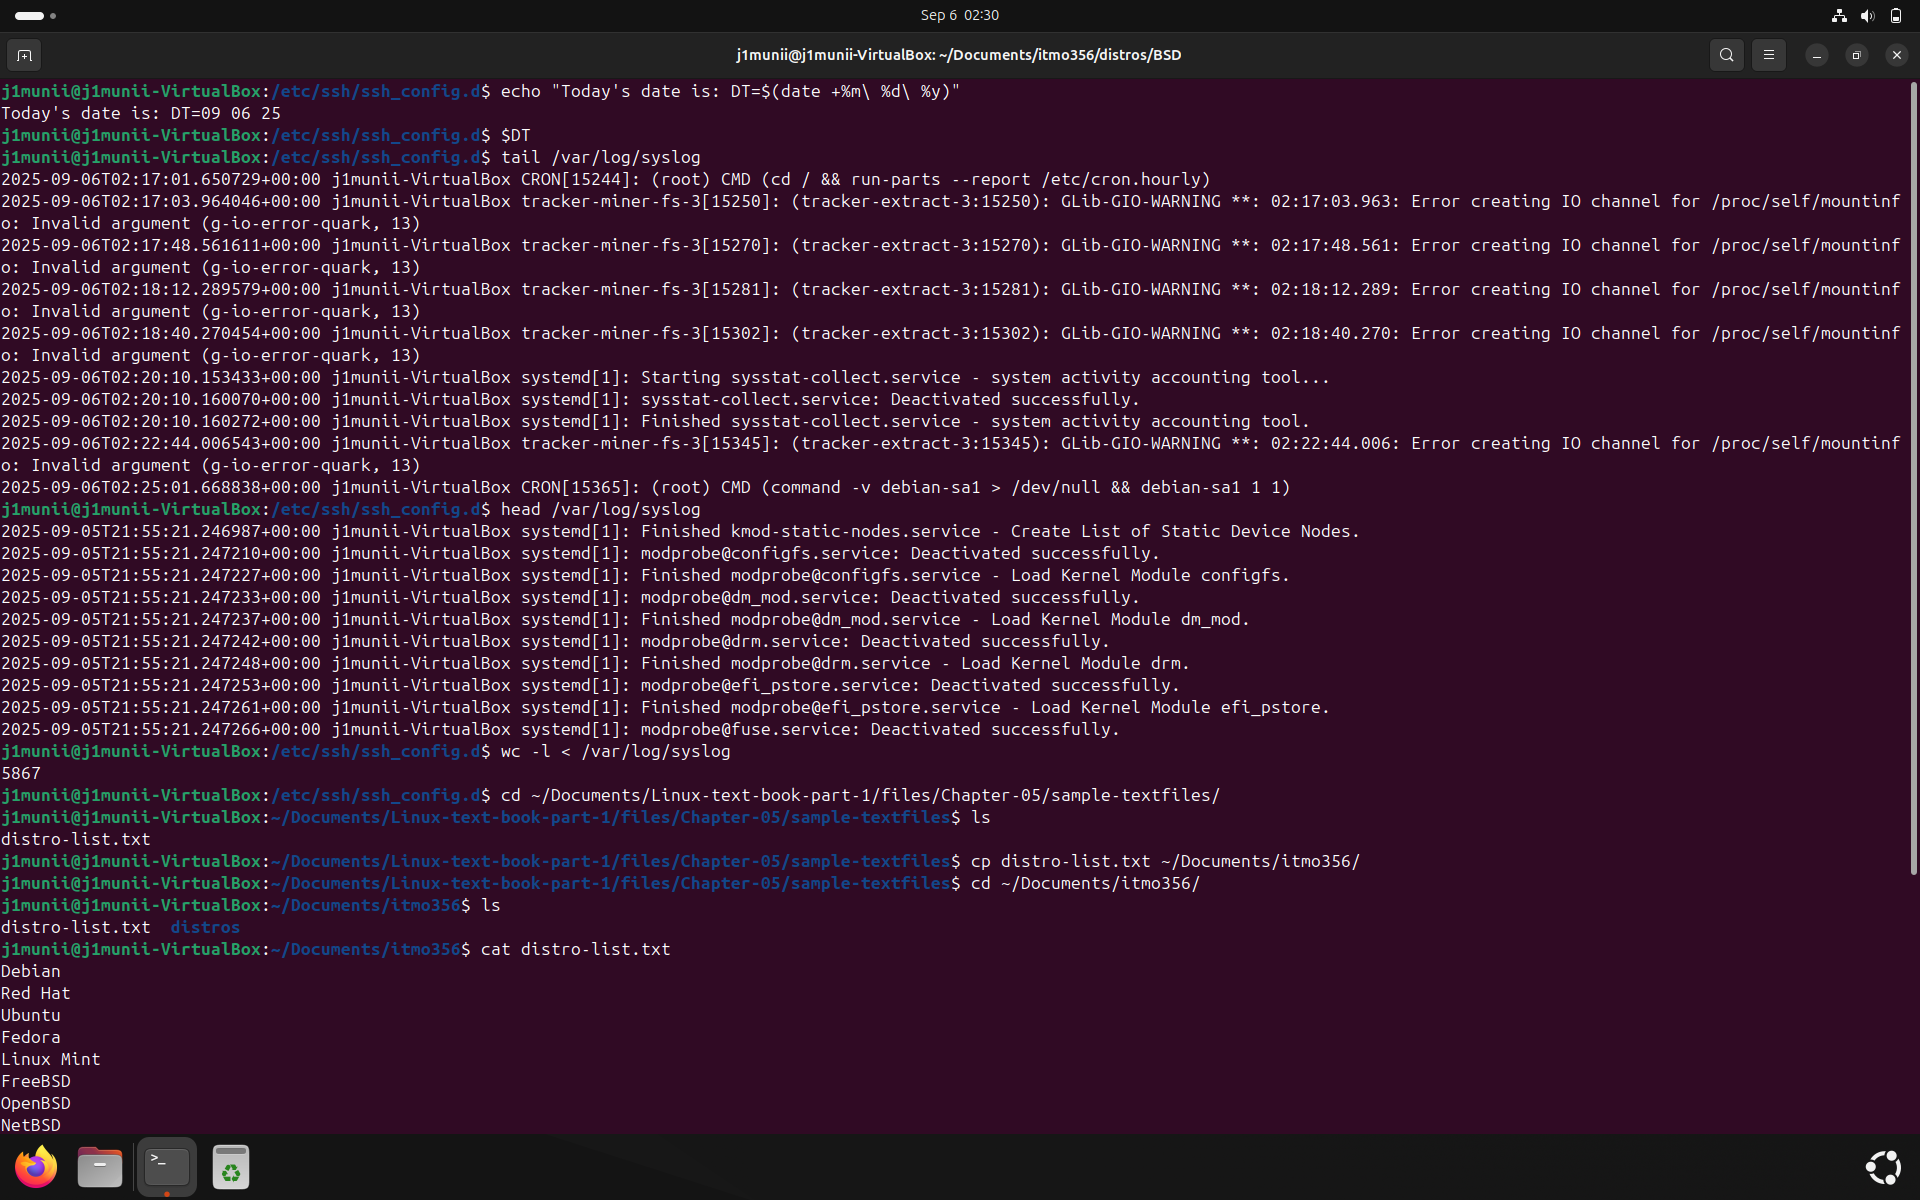 Sep 6 02:30
j1munii@j1munii-VirtualBox: ~/Documents/itmo356/distros/BSD
j1munii@j1munii-VirtualBox:/etc/ssh/ssh_config.d$ echo "Today's date is: DT=$(date +%m\ %d\ %y)"
Today's date is: DT=09 06 25
j1munii@j1munii-VirtualBox:/etc/ssh/ssh_config.d$ $DT
j1munii@j1munii-VirtualBox:/etc/ssh/ssh_config.d$ tail /var/log/syslog
2025-09-06T02:17:01.650729+00:00 j1munii-VirtualBox CRON[15244]: (root) CMD (cd / && run-parts --report /etc/cron.hourly)
2025-09-06T02:17:03.964046+00:00 j1munii-VirtualBox tracker-miner-fs-3[15250]: (tracker-extract-3:15250): GLib-GIO-WARNING **: 02:17:03.963: Error creating IO channel for /proc/self/mountinf
o: Invalid argument (g-io-error-quark, 13)
2025-09-06T02:17:48.561611+00:00 j1munii-VirtualBox tracker-miner-fs-3[15270]: (tracker-extract-3:15270): GLib-GIO-WARNING **: 02:17:48.561: Error creating IO channel for /proc/self/mountinf
o: Invalid argument (g-io-error-quark, 13)
2025-09-06T02:18:12.289579+00:00 j1munii-VirtualBox tracker-miner-fs-3[15281]: (tracker-extract-3:15281): GLib-GIO-WARNING **: 02:18:12.289: Error creating IO channel for /proc/self/mountinf
o: Invalid argument (g-io-error-quark, 13)
2025-09-06T02:18:40.270454+00:00 j1munii-VirtualBox tracker-miner-fs-3[15302]: (tracker-extract-3:15302): GLib-GIO-WARNING **: 02:18:40.270: Error creating IO channel for /proc/self/mountinf
o: Invalid argument (g-io-error-quark, 13)
2025-09-06T02:20:10.153433+00:00 j1munii-VirtualBox systemd[1]: Starting sysstat-collect.service - system activity accounting tool...
2025-09-06T02:20:10.160070+00:00 j1munii-VirtualBox systemd[1]: sysstat-collect.service: Deactivated successfully.
2025-09-06T02:20:10.160272+00:00 j1munii-VirtualBox systemd[1]: Finished sysstat-collect.service - system activity accounting tool.
2025-09-06T02:22:44.006543+00:00 j1munii-VirtualBox tracker-miner-fs-3[15345]: (tracker-extract-3:15345): GLib-GIO-WARNING **: 02:22:44.006: Error creating IO channel for /proc/self/mountinf
o: Invalid argument (g-io-error-quark, 13)
2025-09-06T02:25:01.668838+00:00 j1munii-VirtualBox CRON[15365]: (root) CMD (command -v debian-sa1 > /dev/null && debian-sa1 1 1)
j1munii@j1munii-VirtualBox:/etc/ssh/ssh_config.d$ head /var/log/syslog
2025-09-05T21:55:21.246987+00:00 j1munii-VirtualBox systemd[1]: Finished kmod-static-nodes.service - Create List of Static Device Nodes.
2025-09-05T21:55:21.247210+00:00 j1munii-VirtualBox systemd[1]: modprobe@configfs.service: Deactivated successfully.
2025-09-05T21:55:21.247227+00:00 j1munii-VirtualBox systemd[1]: Finished modprobe@configfs.service - Load Kernel Module configfs.
2025-09-05T21:55:21.247233+00:00 j1munii-VirtualBox systemd[1]: modprobe@dm_mod.service: Deactivated successfully.
2025-09-05T21:55:21.247237+00:00 j1munii-VirtualBox systemd[1]: Finished modprobe@dm_mod.service - Load Kernel Module dm_mod.
2025-09-05T21:55:21.247242+00:00 j1munii-VirtualBox systemd[1]: modprobe@drm.service: Deactivated successfully.
2025-09-05T21:55:21.247248+00:00 j1munii-VirtualBox systemd[1]: Finished modprobe@drm.service - Load Kernel Module drm.
2025-09-05T21:55:21.247253+00:00 j1munii-VirtualBox systemd[1]: modprobe@efi_pstore.service: Deactivated successfully.
2025-09-05T21:55:21.247261+00:00 j1munii-VirtualBox systemd[1]: Finished modprobe@efi_pstore.service - Load Kernel Module efi_pstore.
2025-09-05T21:55:21.247266+00:00 j1munii-VirtualBox systemd[1]: modprobe@fuse.service: Deactivated successfully.
j1munii@j1munii-VirtualBox:/etc/ssh/ssh_config.d$ wc -l < /var/log/syslog
5867
j1munii@j1munii-VirtualBox:/etc/ssh/ssh_config.d$ cd ~/Documents/Linux-text-book-part-1/files/Chapter-05/sample-textfiles/
j1munii@j1munii-VirtualBox:~/Documents/Linux-text-book-part-1/files/Chapter-05/sample-textfiles$ ls
distro-list.txt
j1munii@j1munii-VirtualBox:~/Documents/Linux-text-book-part-1/files/Chapter-05/sample-textfiles$ cp distro-list.txt ~/Documents/itmo356/
j1munii@j1munii-VirtualBox:~/Documents/Linux-text-book-part-1/files/Chapter-05/sample-textfiles$ cd ~/Documents/itmo356/
j1munii@j1munii-VirtualBox:~/Documents/itmo356$ ls
distro-list.txt  distros
j1munii@j1munii-VirtualBox:~/Documents/itmo356$ cat distro-list.txt
Debian
Red Hat
Ubuntu
Fedora
Linux Mint
FreeBSD
OpenBSD
NetBSD